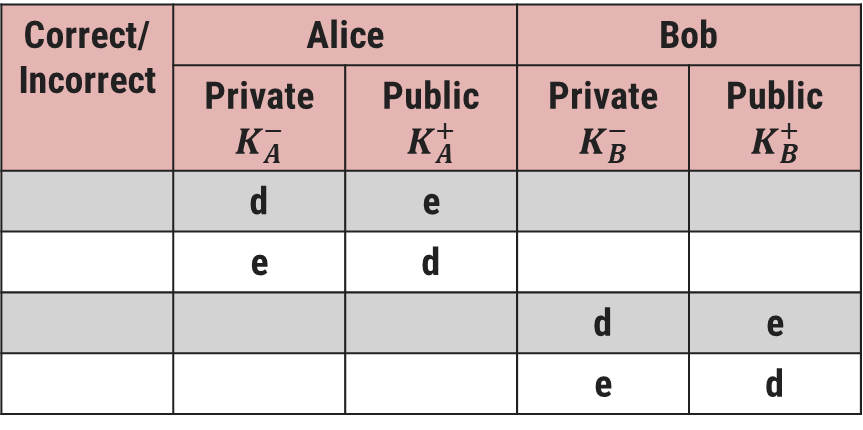 Correct/ Alice Bob
Incorrect
Private Public Private Public
K_A^- K_A^+ K_B^- K_B^+
d e
e d
d e
e d